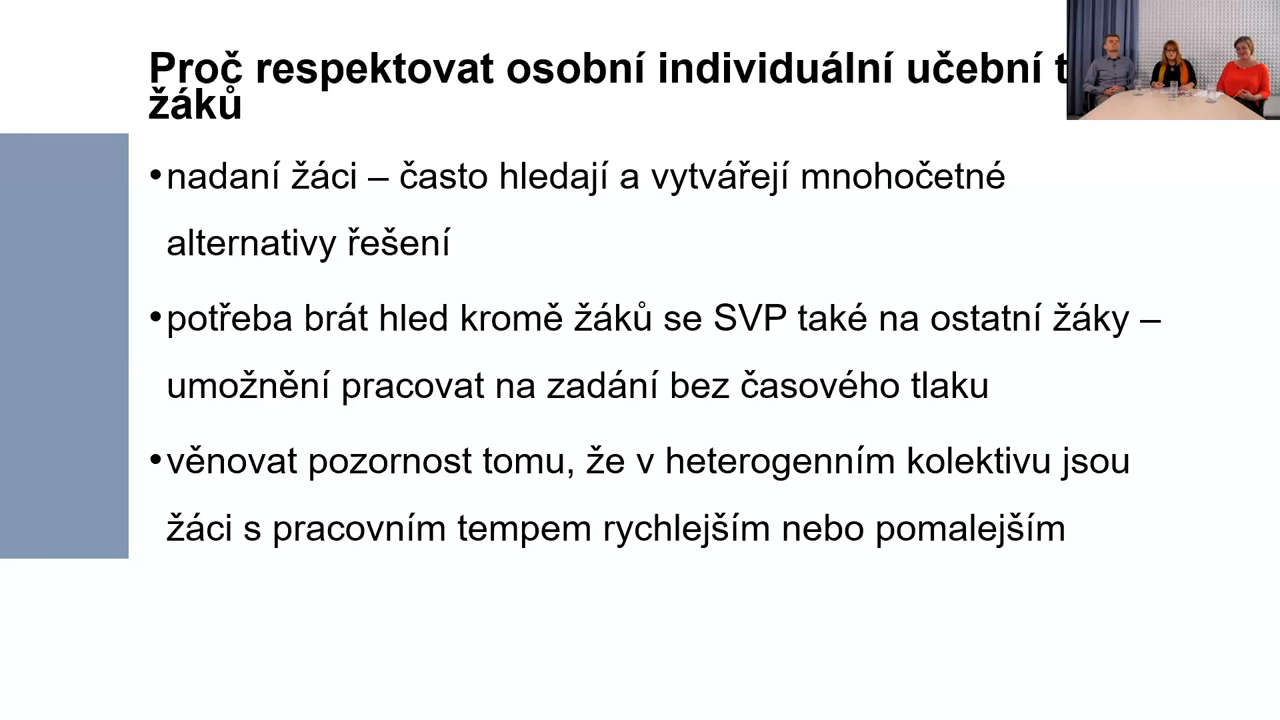 Proč respektovat osobní individuální učební
žáků
•nadaní žáci – často hledají a vytvářejí mnohočetné
alternativy řešení
•potřeba brát hled kromě žáků se SVP také na ostatní žáky –
umožnění pracovat na zadání bez časového tlaku
•věnovat pozornost tomu, že v heterogenním kolektivu jsou
žáci s pracovním tempem rychlejším nebo pomalejším